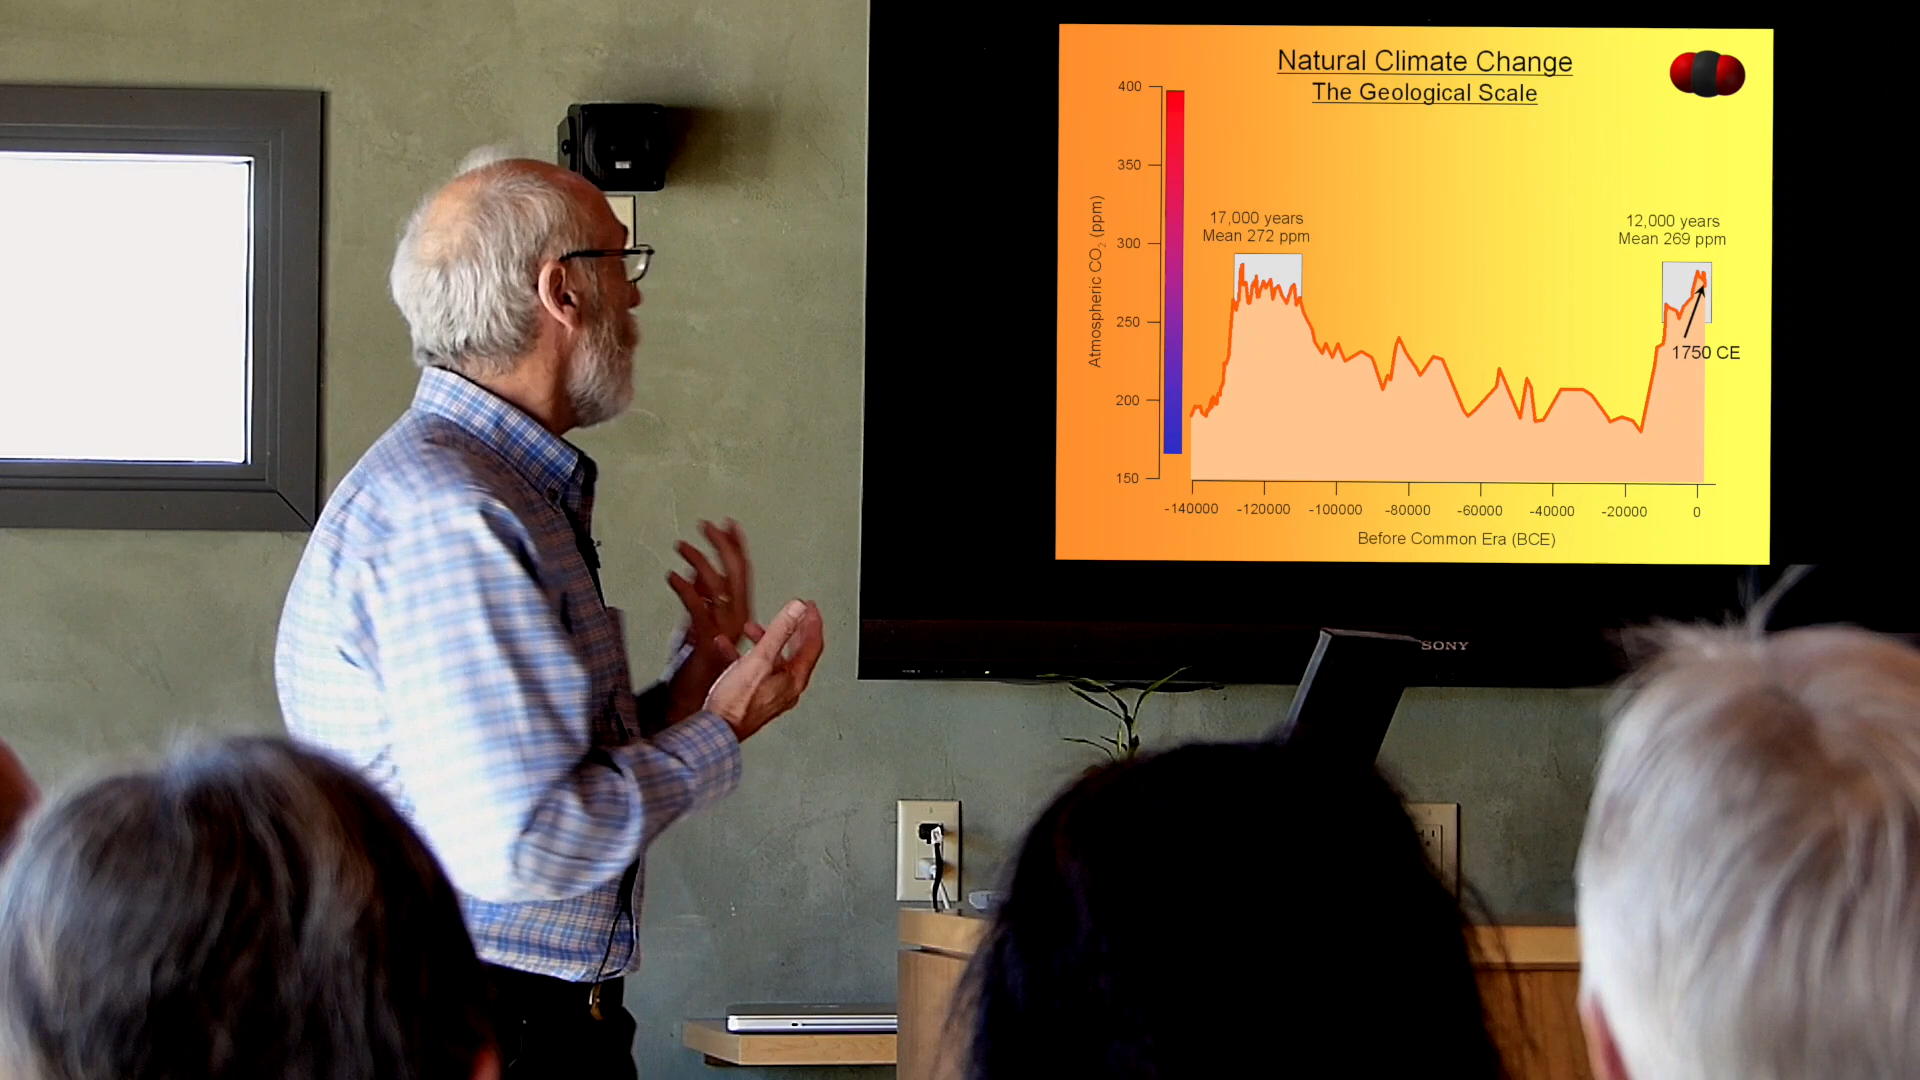 Natural Climate Change
The Geological Scale
400
350
300
250
200
150
Atmospheric CO₂ (ppm)
17,000 years
Mean 272 ppm
12,000 years
Mean 269 ppm
1750 CE
-140000 -120000 -100000 -80000 -60000 -40000 -20000 0
Before Common Era (BCE)
SONY